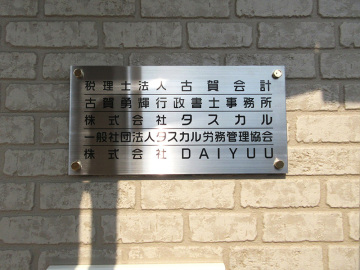 税理士法人 古賀会計
古賀勇輝行政書士事務所
株式会社 タスカル
一般社団法人タスカル労務管理協会
株式会社 DAIYUU